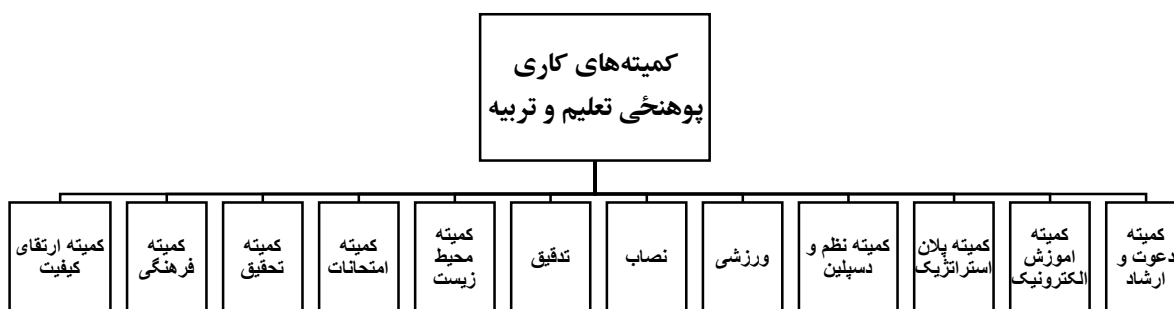 کمیته‌های کاری
پوهنځی تعلیم و تربیه
کمیته
دعوت و
ارشاد
کمیته
اموزش
الکترونیک
کمیته پلان
استراتژیک
کمیته نظم و
دسپلین
ورزشی
نصاب
تدقیق
کمیته
محیط
زیست
کمیته
امتحانات
کمیته
تحقیق
کمیته
فرهنگی
کمیته ارتقای
کیفیت